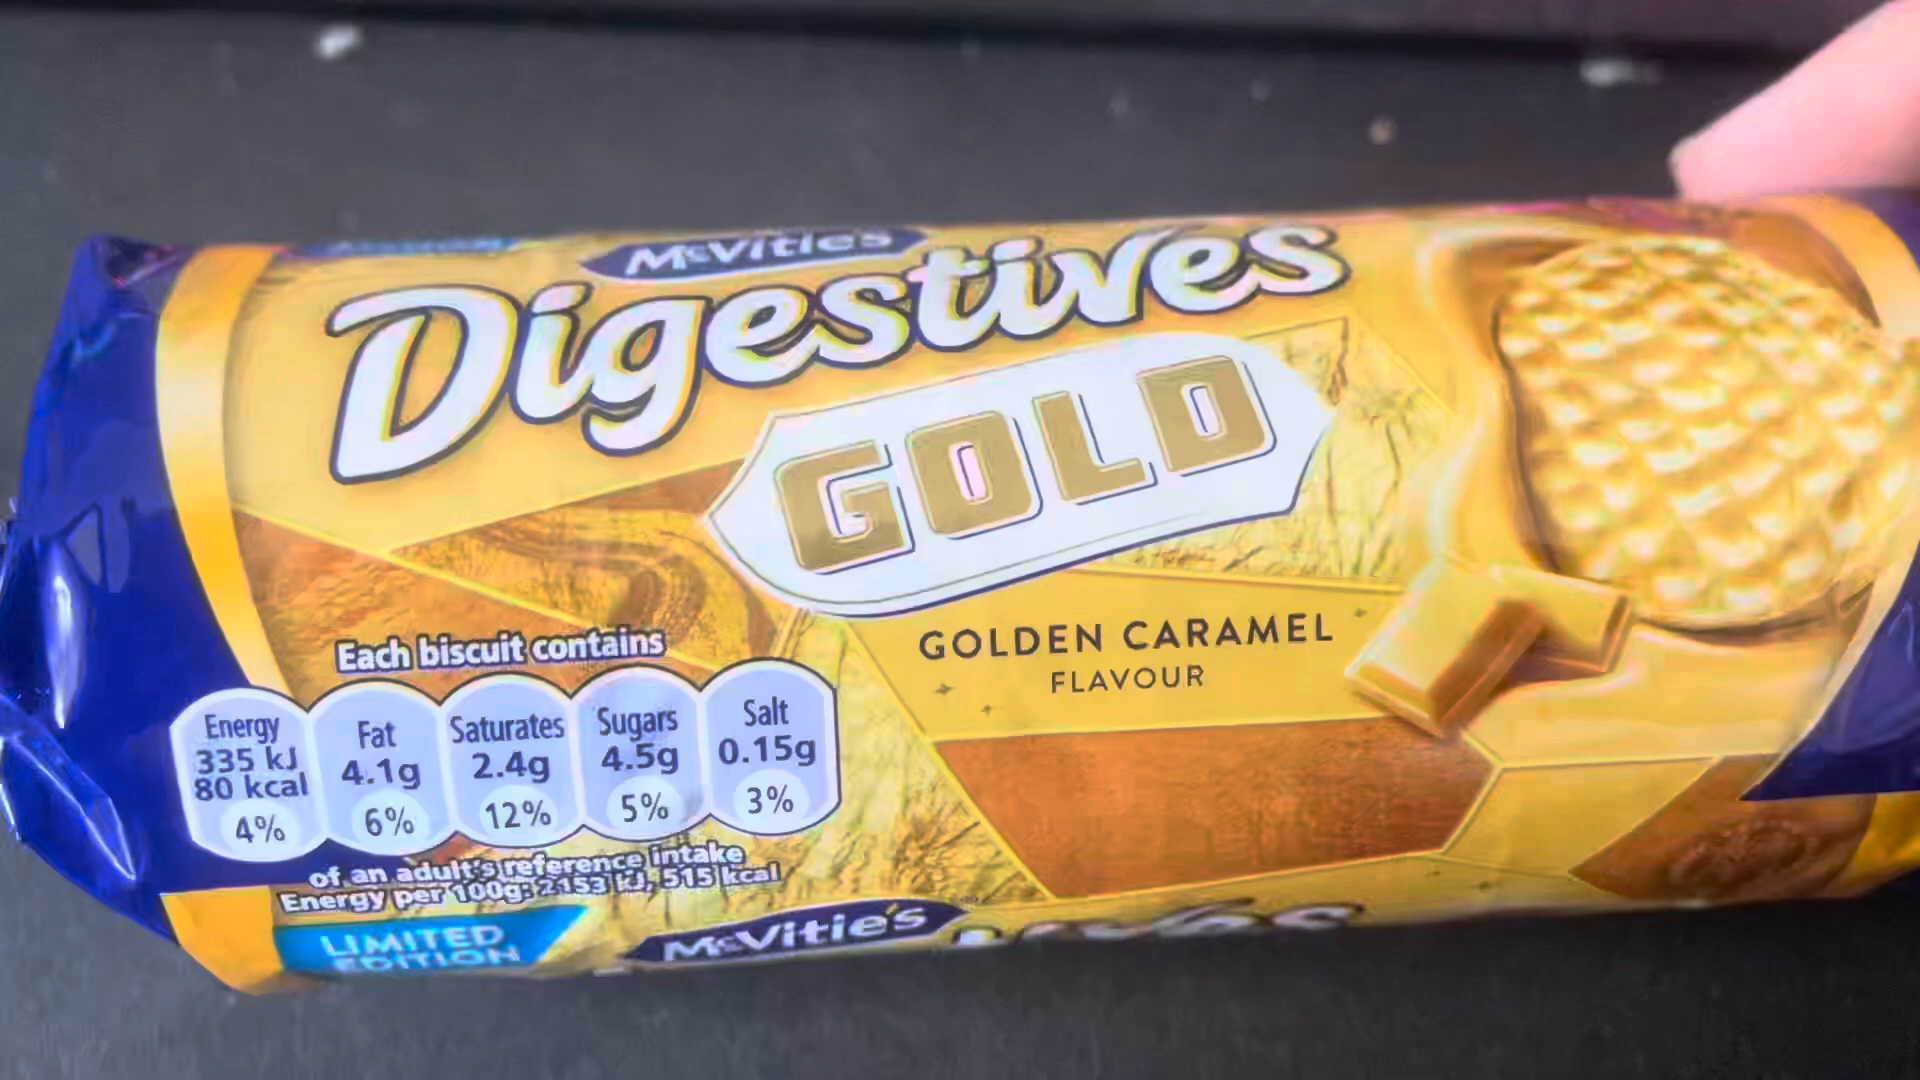 McVitie's
Digestives
GOLD
GOLDEN CARAMEL
FLAVOUR
Each biscuit contains
Energy
335 kJ
80 kcal
4%
Fat
4.1g
6%
Saturates
2.4g
12%
Sugars
4.5g
5%
Salt
0.15g
3%
of an adult's reference intake
Energy per 100g: 2153 kJ, 515 kcal
LIMITED
EDITION
McVitie's